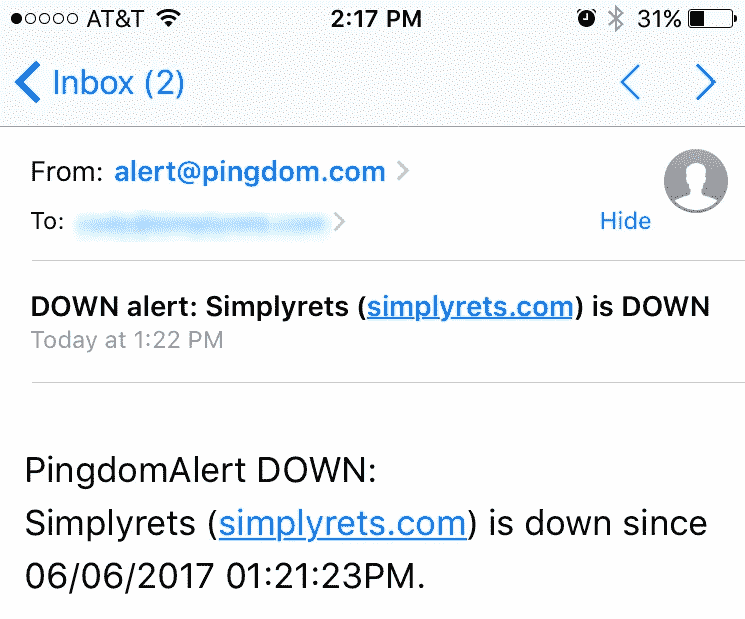 AT&T 2:17 PM 31%
Inbox (2)
From: alert@pingdom.com
To:
Hide
DOWN alert: Simplyrets (simplyrets.com) is DOWN
Today at 1:22 PM
PingdomAlert DOWN:
Simplyrets (simplyrets.com) is down since
06/06/2017 01:21:23PM.